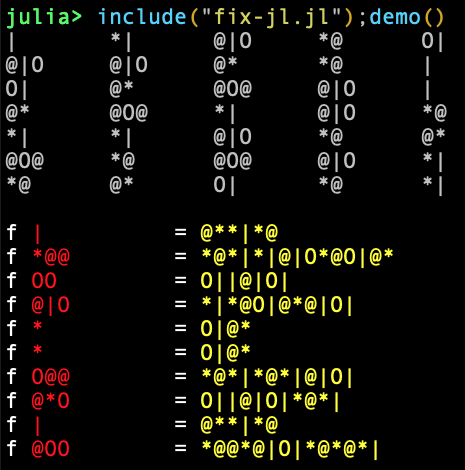 julia> include("fix-jl.jl");demo()
| *| @|O *@ O|
@|O @|O @* *@ |
O| @* @O@ @|O |
@* @O@ *| @|O *@
*| *| @|O *@ @*
@O@ *@ @O@ @|O *|
*@ @* O| *@ *|
f | = @**|*@
f *@@ = *@*|*|@|O*@O|@*
f OO = O||@|O|
f @|O = *|*@O|@*@|O|
f * = O|@*
f * = O|@*
f O@@ = *@*|*@*|@|O|
f @*O = O||@|O|*@*|
f | = @**|*@
f @OO = *@@*@|O|*@*@*|